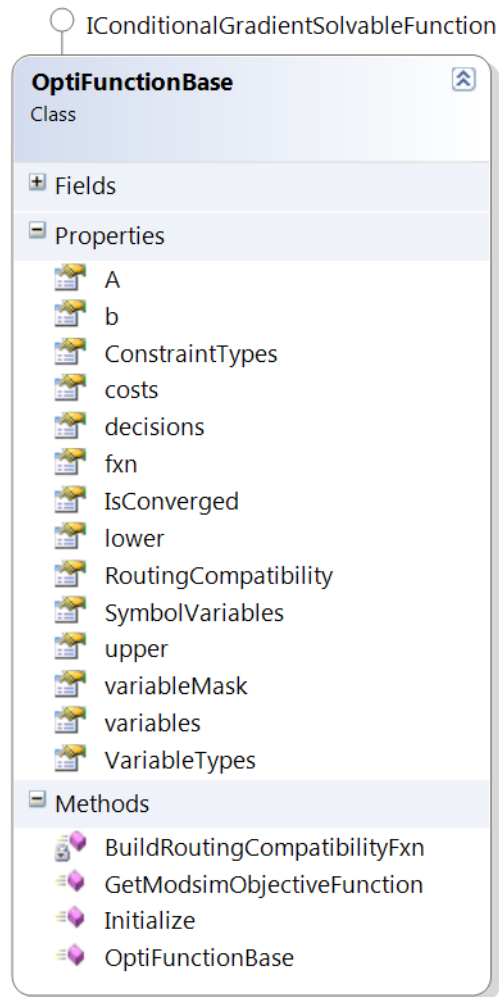 IConditionalGradientSolvableFunction
OptiFunctionBase
Class
Fields
Properties
A
b
ConstraintTypes
costs
decisions
fxn
IsConverged
lower
RoutingCompatibility
SymbolVariables
upper
variableMask
variables
VariableTypes
Methods
BuildRoutingCompatibilityFxn
GetModsimObjectiveFunction
Initialize
OptiFunctionBase